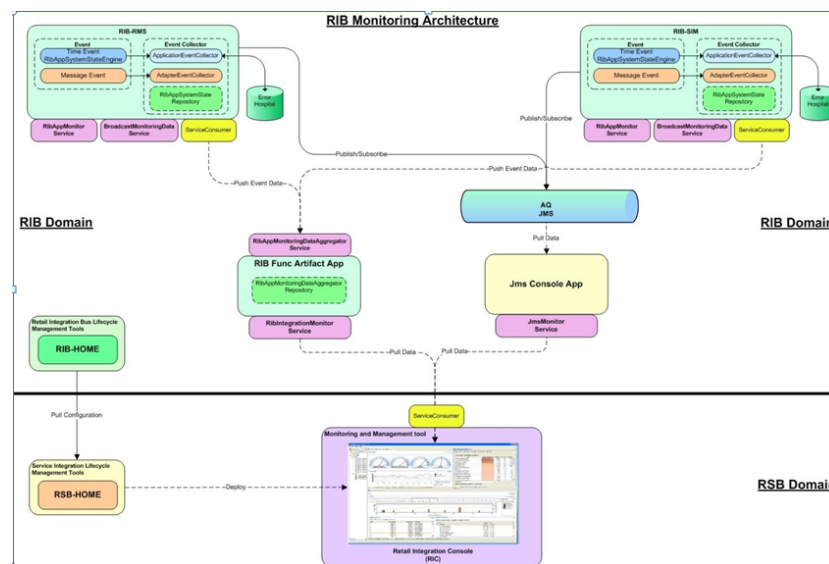 RIB Monitoring Architecture
RIB-RMS
Event
Time Event
RibAppSystemStateEngine
Message Event
Event Collector
ApplicationEventCollector
AdapterEventCollector
RibAppSystemState
Repository
Error
Hospital
RibAppMonitor
Service
BroadcastMonitoringData
Service
ServiceConsumer
RIB-SIM
Event
Time Event
RibAppSystemStateEngine
Message Event
Event Collector
ApplicationEventCollector
AdapterEventCollector
RibAppSystemState
Repository
Error
Hospital
RibAppMonitor
Service
BroadcastMonitoringData
Service
ServiceConsumer
Publish/Subscribe
Publish/Subscribe
Push Event Data
Push Event Data
RIB Domain
RIB Domain
AQ
JMS
Pull Data
RibAppMonitoringDataAggregator
Service
RIB Func Artifact App
RibAppMonitoringDataAggregator
Repository
RibIntegrationMonitor
Service
Jms Console App
JmsMonitor
Service
Pull Data
Pull Data
Retail Integration Bus Lifecycle
Management Tools
RIB-HOME
Pull Configuration
Service Integration Lifecycle
Management Tools
RSB-HOME
Deploy
ServiceConsumer
Monitoring and Management tool
Retail Integration Console
(RIC)
RSB Domain